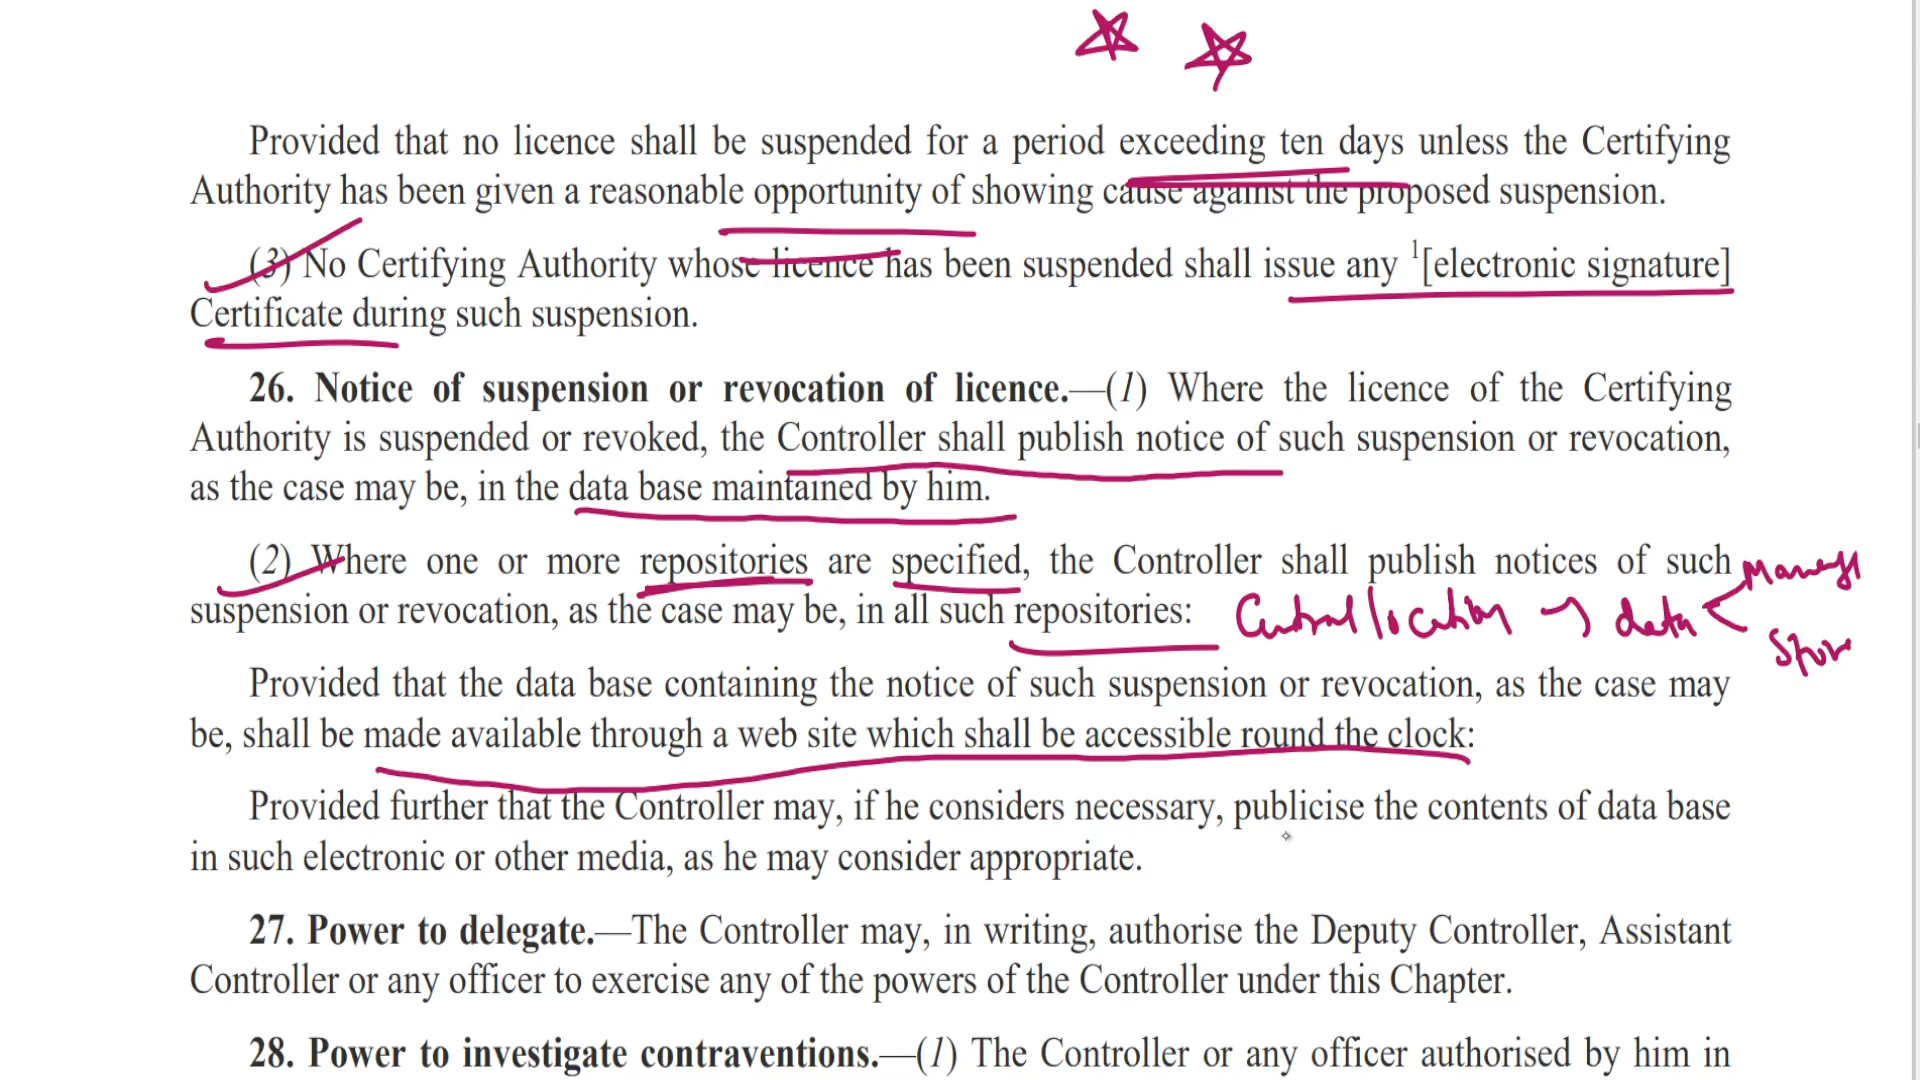 Provided that no licence shall be suspended for a period exceeding ten days unless the Certifying
Authority has been given a reasonable opportunity of showing cause against the proposed suspension.
(3) No Certifying Authority whose licence has been suspended shall issue any 1[electronic signature]
Certificate during such suspension.
26. Notice of suspension or revocation of licence.—(1) Where the licence of the Certifying
Authority is suspended or revoked, the Controller shall publish notice of such suspension or revocation,
as the case may be, in the data base maintained by him.
(2) Where one or more repositories are specified, the Controller shall publish notices of such
suspension or revocation, as the case may be, in all such repositories:
Central location → data
Store
Provided that the data base containing the notice of such suspension or revocation, as the case may
be, shall be made available through a web site which shall be accessible round the clock:
Provided further that the Controller may, if he considers necessary, publicise the contents of data base
in such electronic or other media, as he may consider appropriate.
27. Power to delegate.—The Controller may, in writing, authorise the Deputy Controller, Assistant
Controller or any officer to exercise any of the powers of the Controller under this Chapter.
28. Power to investigate contraventions.—(1) The Controller or any officer authorised by him in